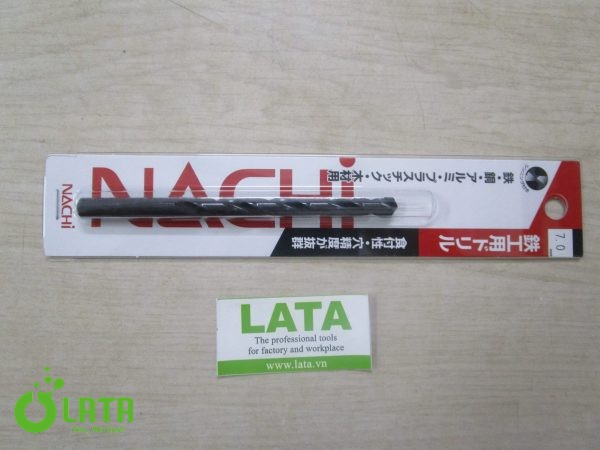 NACHi
NACHi
鉄・銅・アルミ・プラスチック・木材用
食付性・穴精度が抜群
鉄工用ドリル
7.0
LATA
The professional tools
for factory and workplace
www.lata.vn
LATA